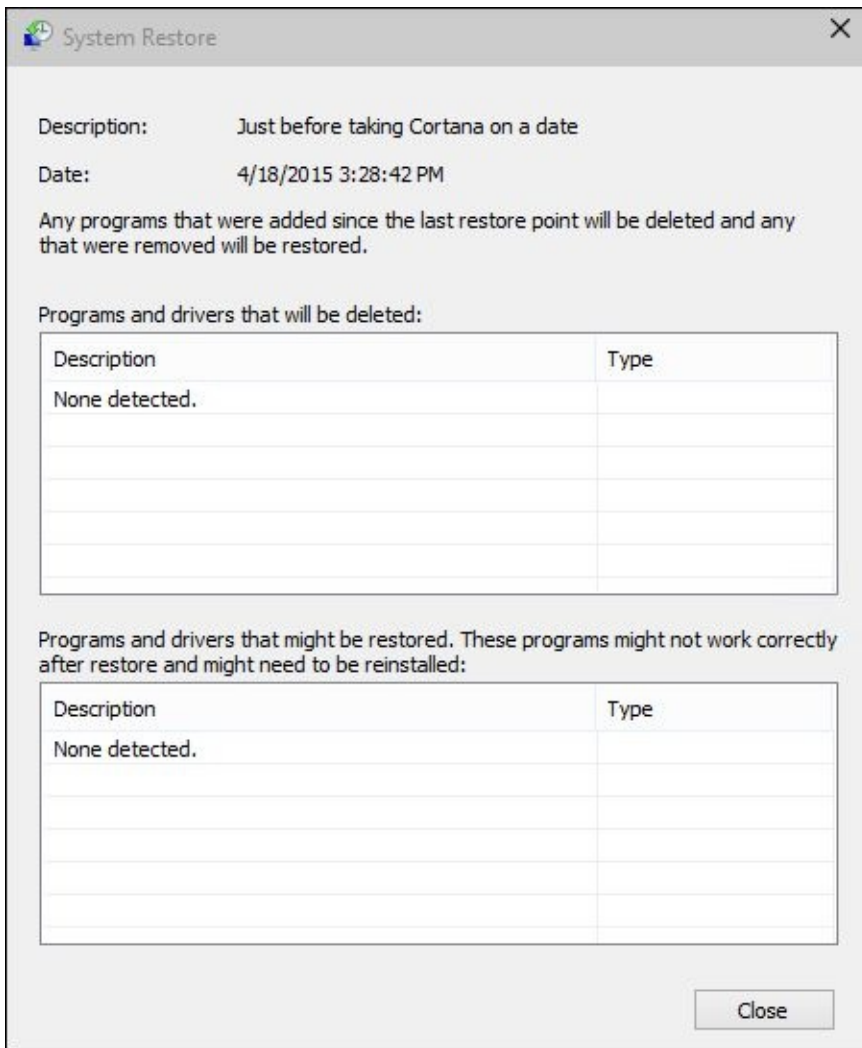 System Restore
Description: Just before taking Cortana on a date
Date: 4/18/2015 3:28:42 PM
Any programs that were added since the last restore point will be deleted and any
that were removed will be restored.
Programs and drivers that will be deleted:
Description Type
None detected.
Programs and drivers that might be restored. These programs might not work correctly
after restore and might need to be reinstalled:
Description Type
None detected.
Close